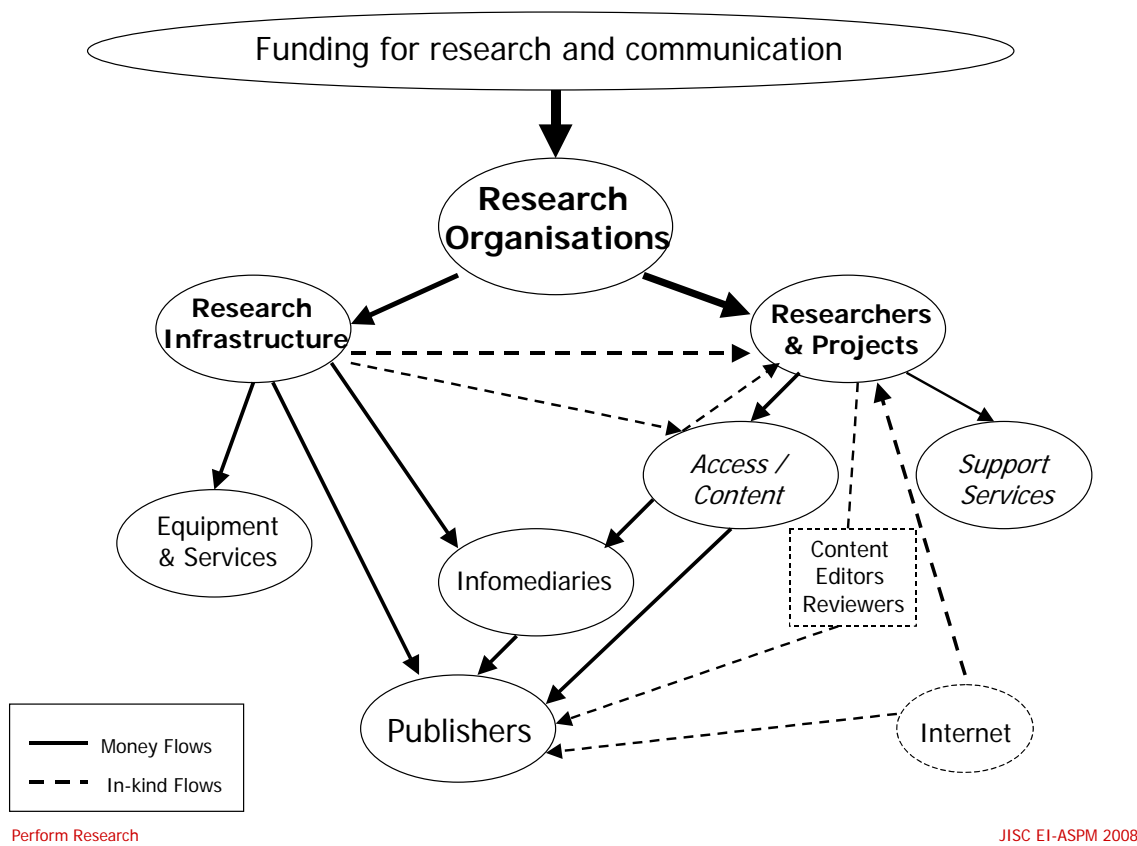 Funding for research and communication
Research
Organisations
Research
Infrastructure
Researchers
& Projects
Access /
Content
Support
Services
Equipment
& Services
Content
Editors
Reviewers
Infomediaries
Publishers
Internet
Money Flows
In-kind Flows
Perform Research
JISC EI-ASPM 2008